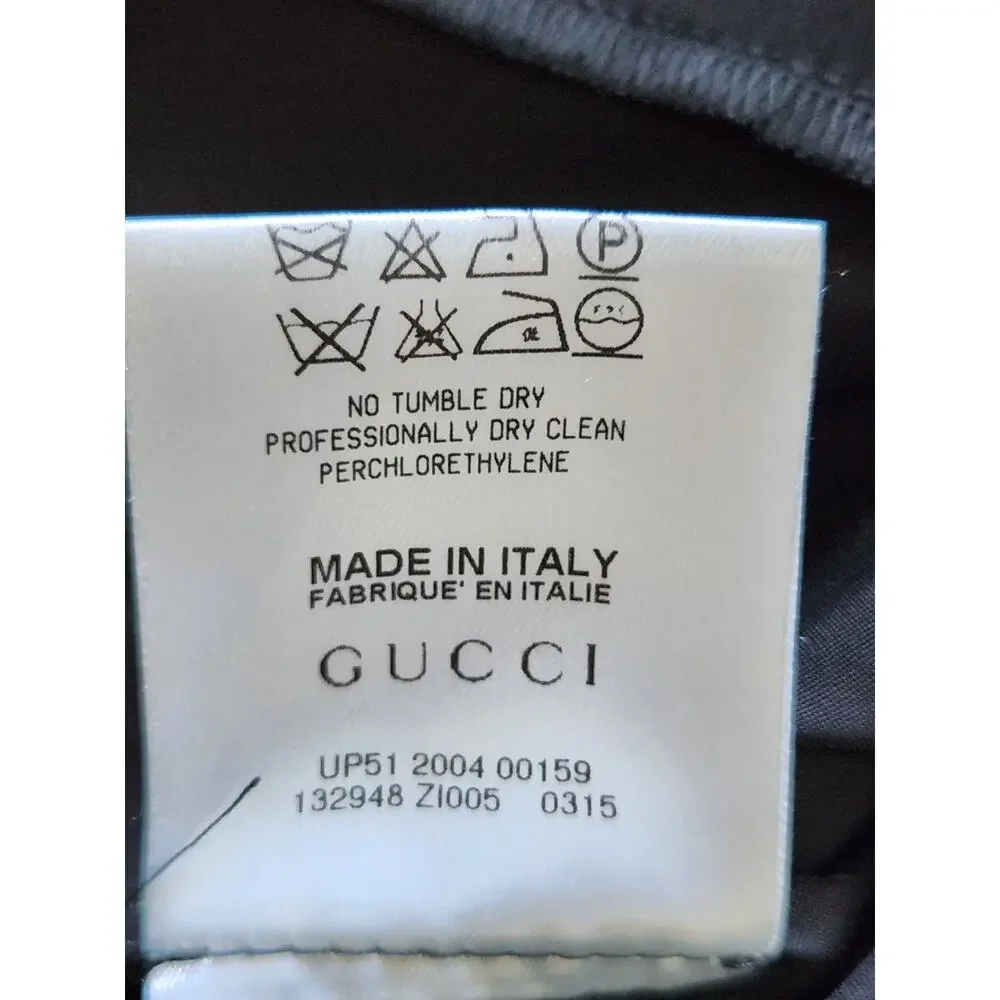 P
NO TUMBLE DRY
PROFESSIONALLY DRY CLEAN
PERCHLORETHYLENE
MADE IN ITALY
FABRIQUE' EN ITALIE
GUCCI
UP51 2004 00159
132948 ZI005 0315